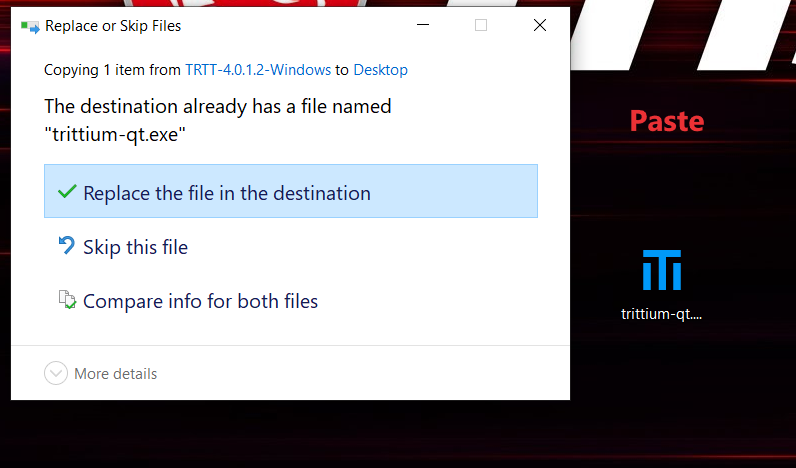 Replace or Skip Files
Copying 1 item from TRTT-4.0.1.2-Windows to Desktop
The destination already has a file named
"trittium-qt.exe"
Replace the file in the destination
Skip this file
Compare info for both files
More details
Paste
trittium-qt....